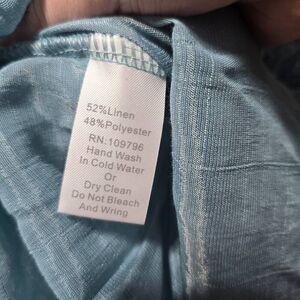 52%Linen
48%Polyester
RN:109796
Hand Wash
In Cold Water
Or
Dry Clean
Do Not Bleach
And Wring